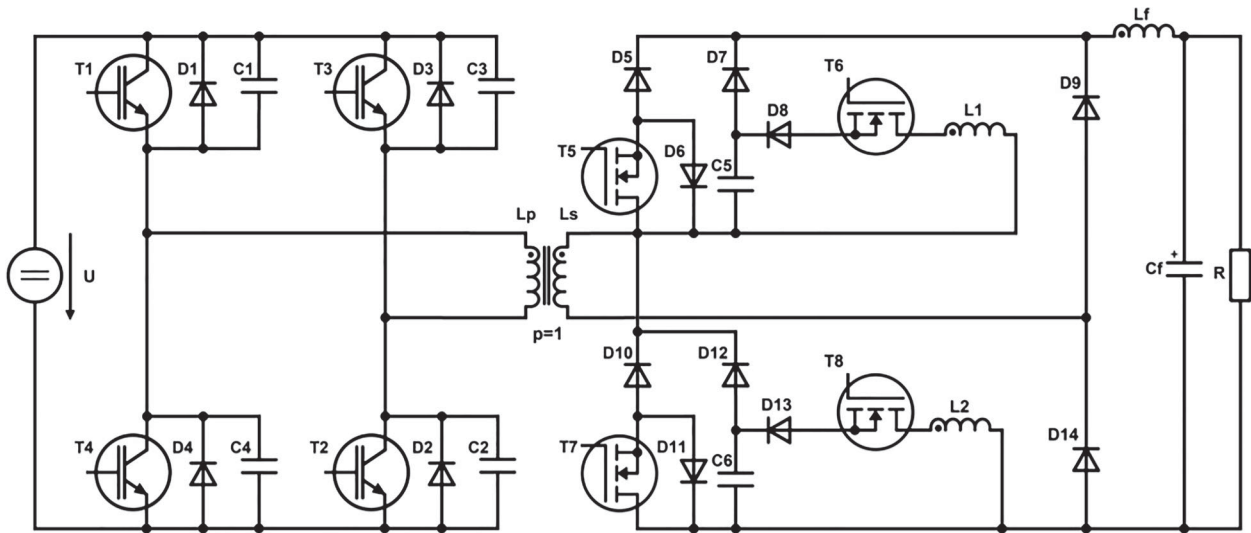 Lf
D5
D7
T6
T1
D1
C1
T3
D3
C3
D8
L1
D9
T5
D6
C5
Lp
Ls
U
Cf
+
R
p=1
D10
D12
T8
D13
L2
T4
D4
C4
T2
D2
C2
T7
D11
C6
D14